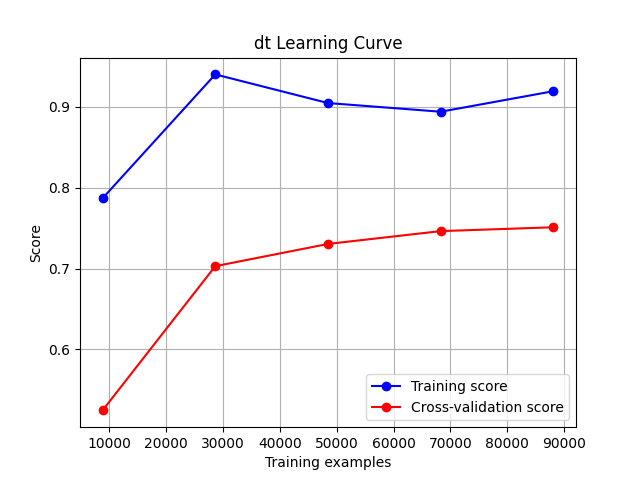 dt Learning Curve
Score
0.9
0.8
0.7
0.6
Training score
Cross-validation score
10000 20000 30000 40000 50000 60000 70000 80000 90000
Training examples